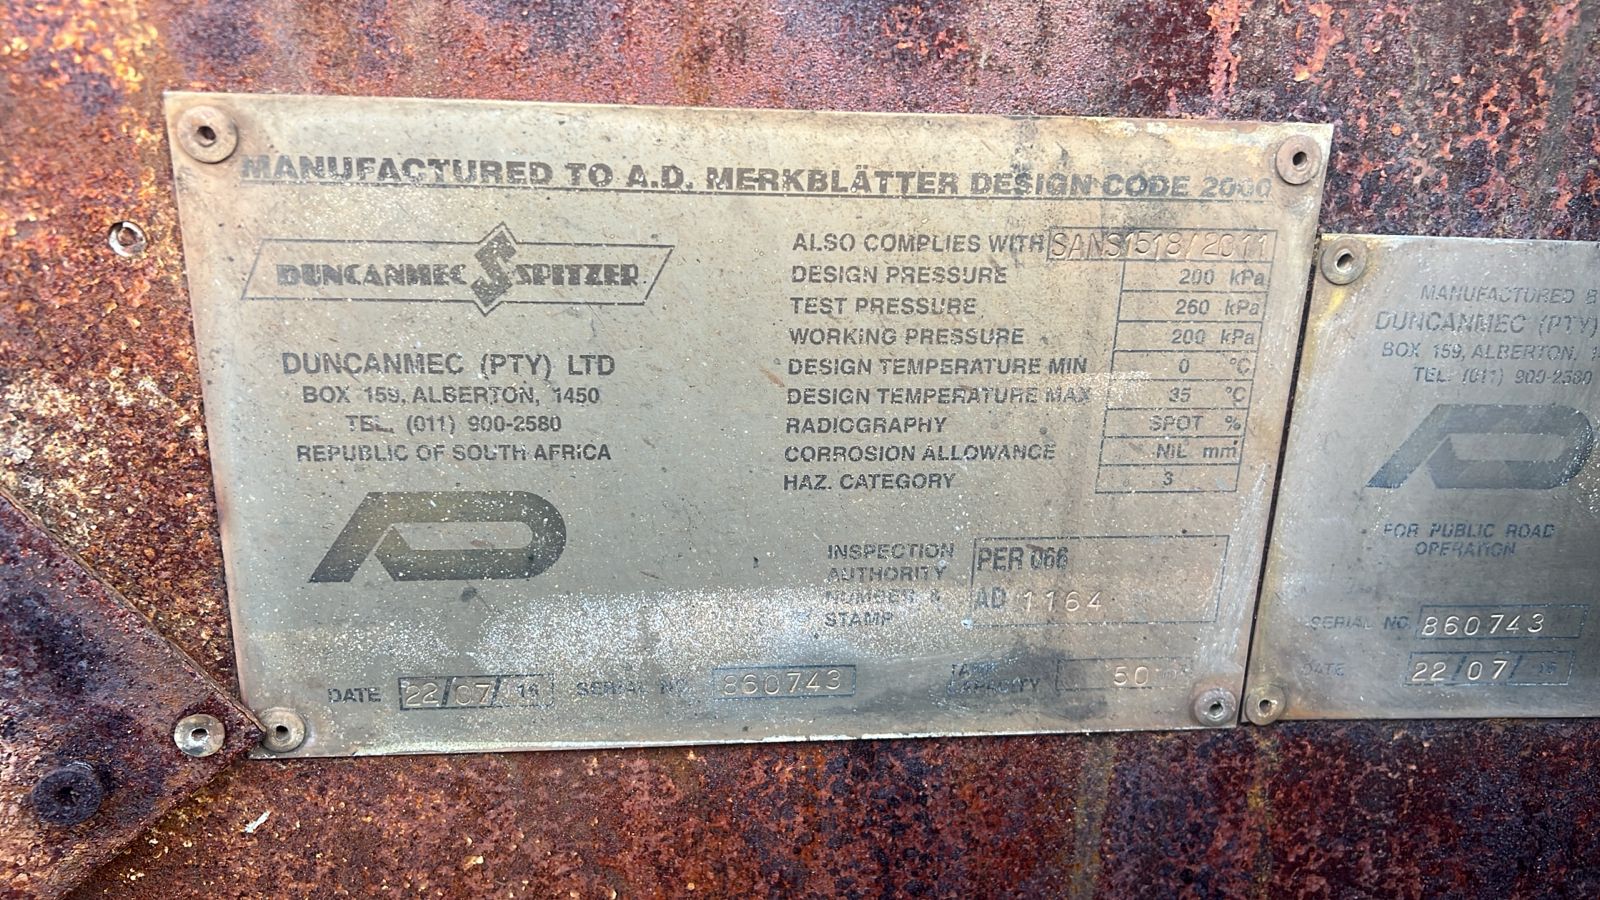 MANUFACTURED TO A.D. MERKBLÄTTER DESIGN CODE 2000
DUNCANMEC S SPITZER
DUNCANMEC (PTY) LTD
BOX 159, ALBERTON, 1450
TEL. (011) 900-2580
REPUBLIC OF SOUTH AFRICA
ALSO COMPLIES WITH SANS1518/2011
DESIGN PRESSURE 200 kPa
TEST PRESSURE 260 kPa
WORKING PRESSURE 200 kPa
DESIGN TEMPERATURE MIN 0 °C
DESIGN TEMPERATURE MAX 35 °C
RADIOGRAPHY SPOT %
CORROSION ALLOWANCE NIL mm
HAZ. CATEGORY 3
INSPECTION AUTHORITY NUMBER & STAMP
PER 066
AD 1164
DATE 22/07/15 SERIAL NO. 860743 TANK CAPACITY 50
MANUFACTURED B
DUNCANMEC (PTY)
BOX 159, ALBERTON, 1
TEL. (011) 900-2580
FOR PUBLIC ROAD
OPERATION
SERIAL NO. 860743
DATE 22/07/15